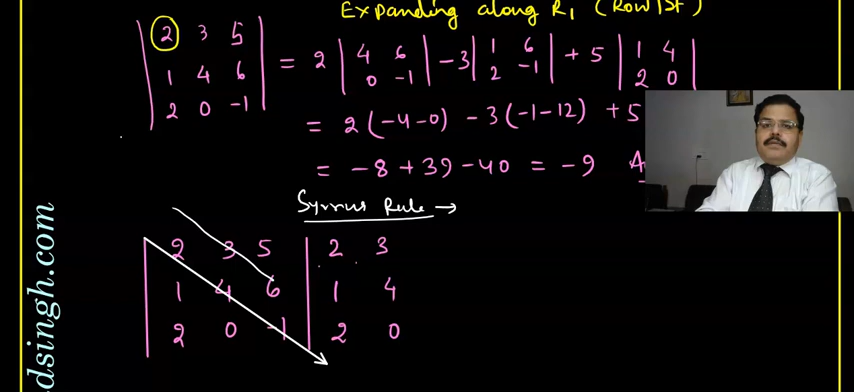 Expanding along R1 (Row 1st)
| 2 3 5 |
| 1 4 6 |
| 2 0 -1 |
= 2 | 4 6 | -3 | 1 6 | + 5 | 1 4 |
| 0 -1 | | 2 -1 | | 2 0 |
= 2 (-4-0) -3 (-1-12) + 5
= -8 + 39 - 40 = -9
Syrrus Rule →
| 2 3 5 | 2 3
| 1 4 6 | 1 4
| 2 0 -1 | 2 0
dsingh.com